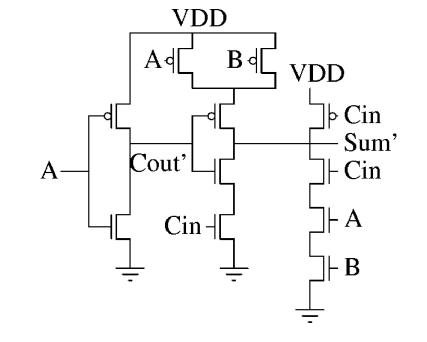 VDD
A B
VDD
Cin
Cout' Sum'
A Cin
Cin A
B